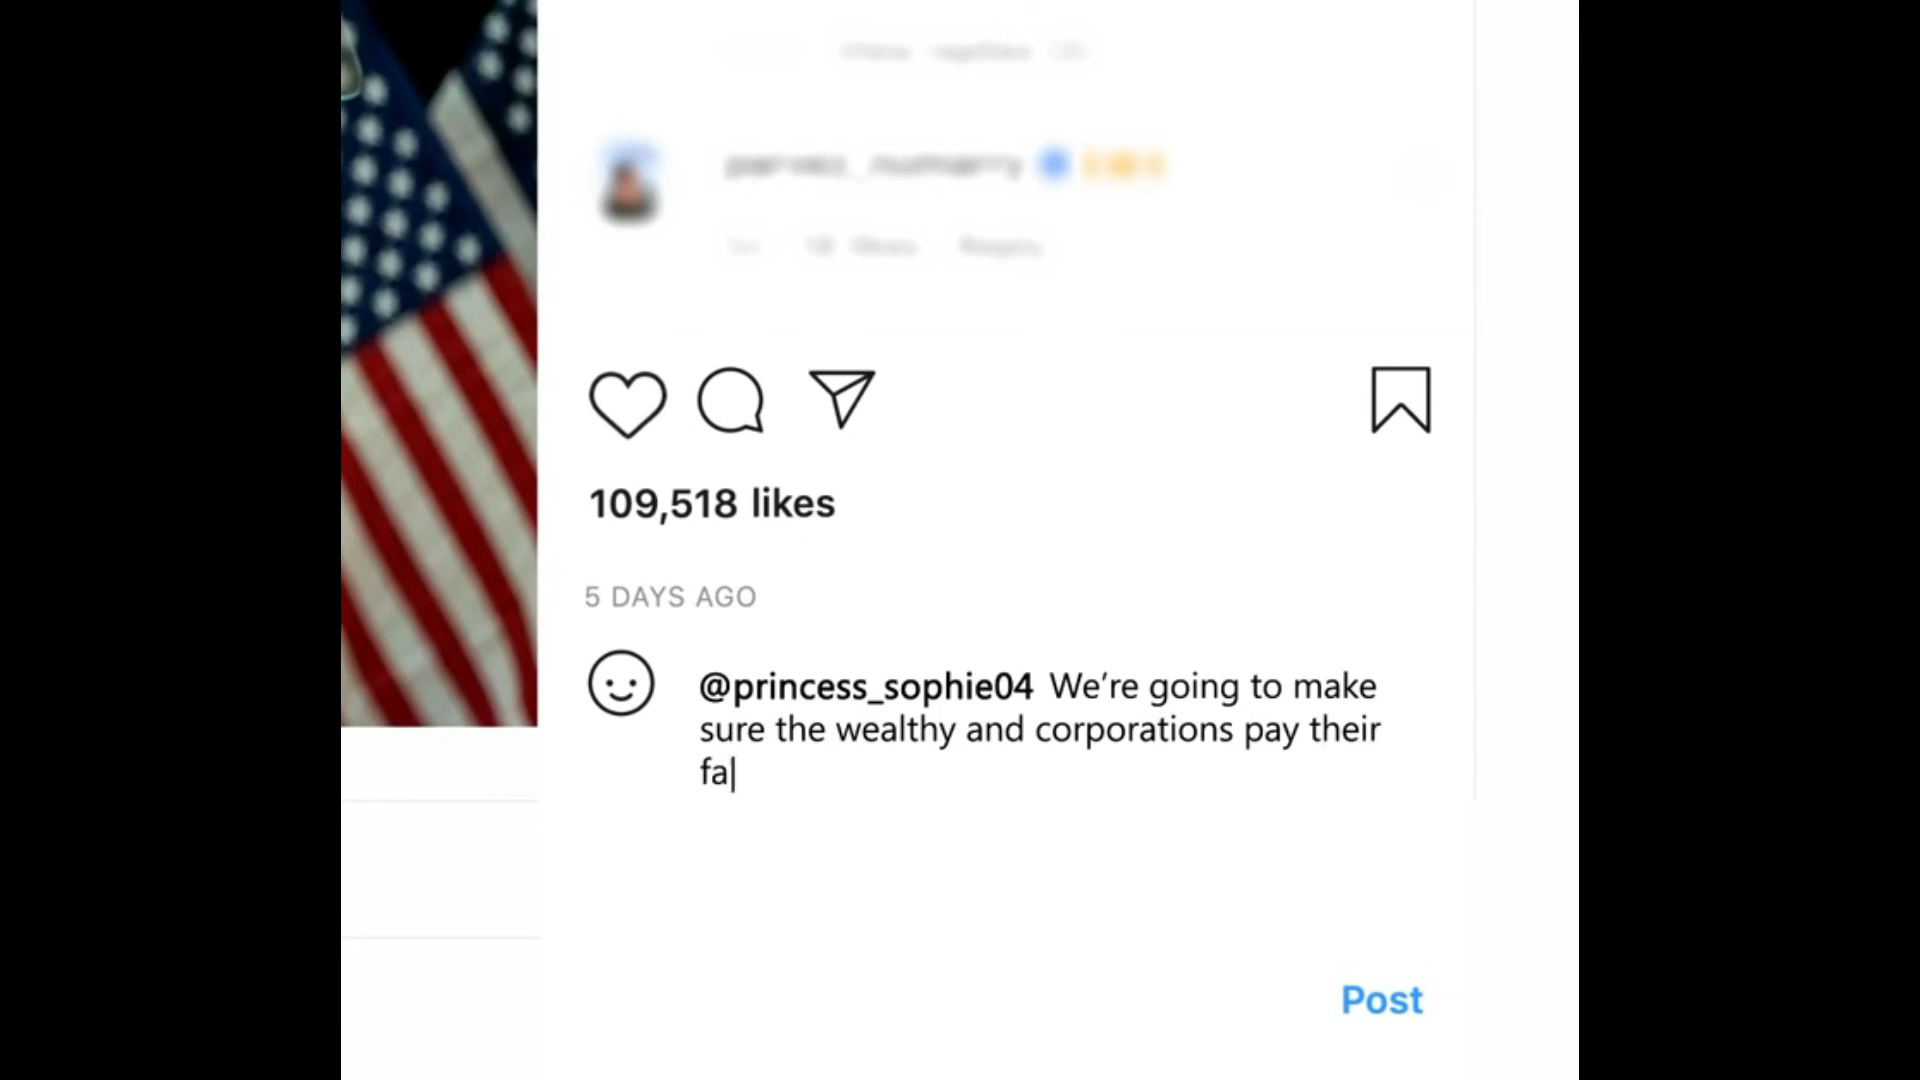 109,518 likes
5 DAYS AGO
@princess_sophie04 We’re going to make
sure the wealthy and corporations pay their
fa
Post